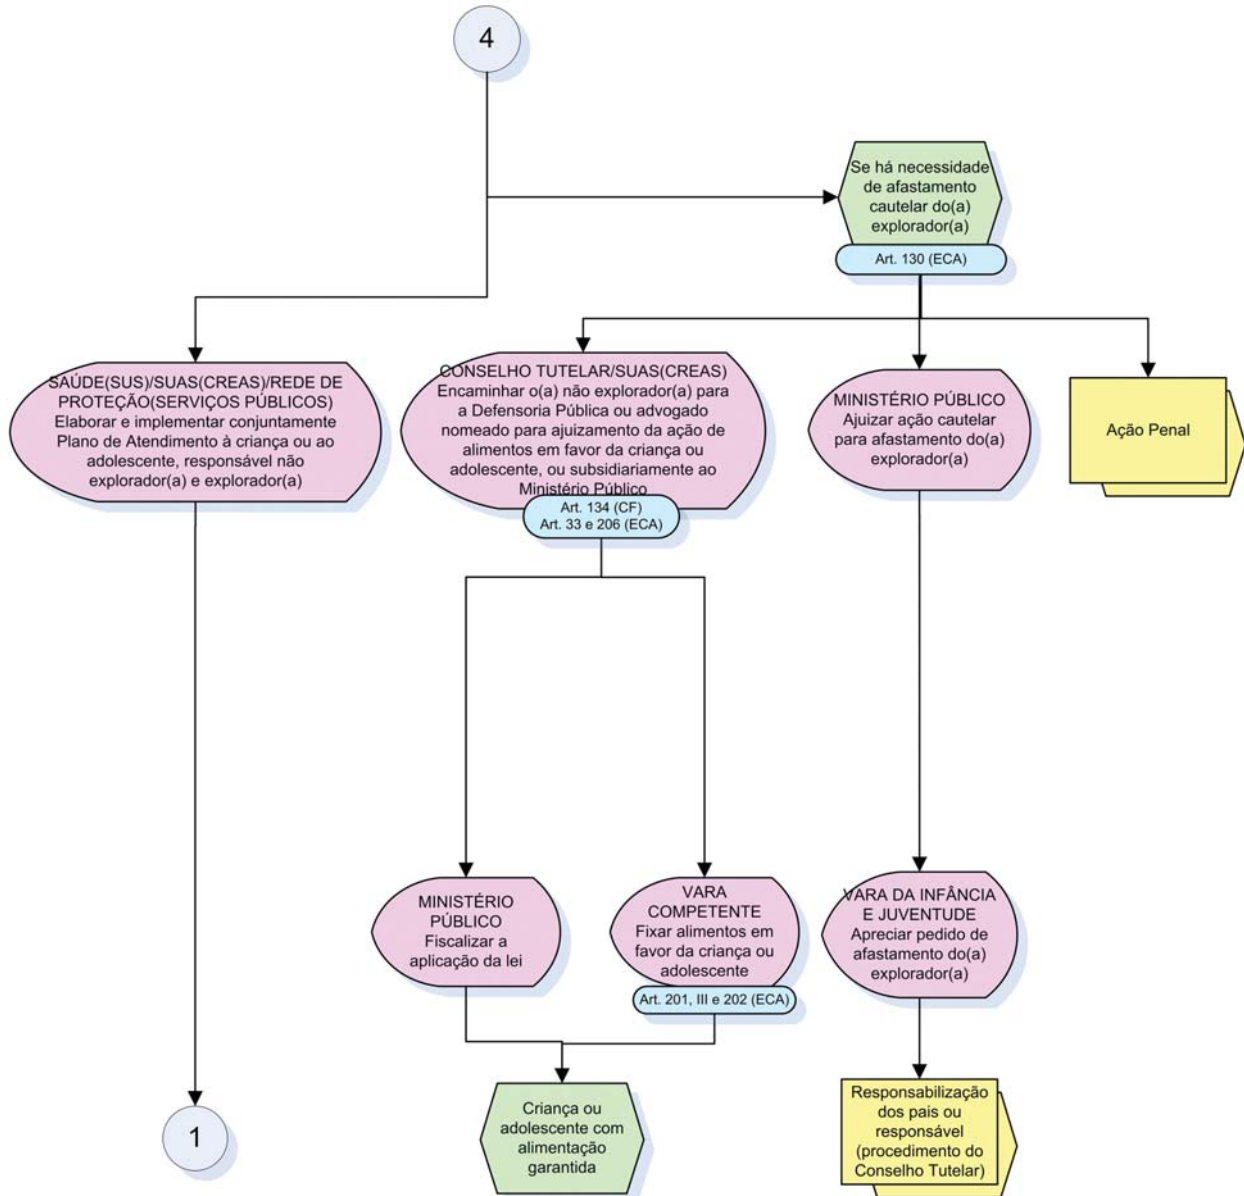 4
Se há necessidade
de afastamento
cautelar do(a)
explorador(a)
Art. 130 (ECA)
SAÚDE(SUS)/SUAS(CREAS)/REDE DE
PROTEÇÃO(SERVIÇOS PÚBLICOS)
Elaborar e implementar conjuntamente
Plano de Atendimento à criança ou ao
adolescente, responsável não
explorador(a) e explorador(a)
CONSELHO TUTELAR/SUAS(CREAS)
Encaminhar o(a) não explorador(a) para
a Defensoria Pública ou advogado
nomeado para ajuizamento da ação de
alimentos em favor da criança ou
adolescente, ou subsidiariamente ao
Ministério Público
Art. 134 (CF)
Art. 33 e 206 (ECA)
MINISTÉRIO PÚBLICO
Ajuizar ação cautelar
para afastamento do(a)
explorador(a)
Ação Penal
MINISTÉRIO
PÚBLICO
Fiscalizar a
aplicação da lei
VARA
COMPETENTE
Fixar alimentos em
favor da criança ou
adolescente
Art. 201, III e 202 (ECA)
VARA DA INFÂNCIA
E JUVENTUDE
Apreciar pedido de
afastamento do(a)
explorador(a)
1
Criança ou
adolescente com
alimentação
garantida
Responsabilização
dos pais ou
responsável
(procedimento do
Conselho Tutelar)